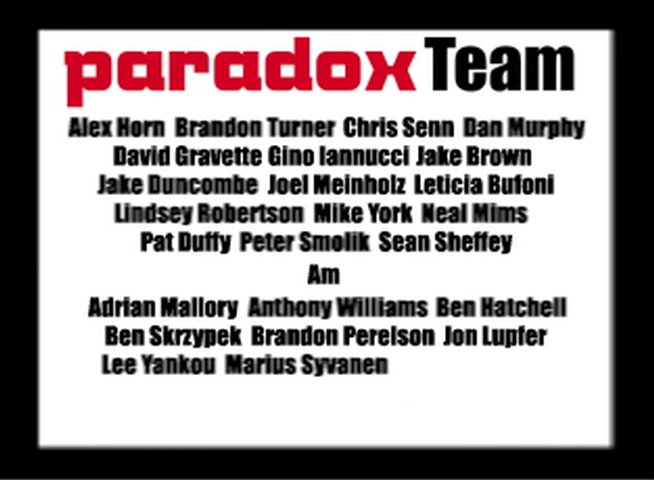 paradox Team
Alex Horn Brandon Turner Chris Senn Dan Murphy
David Gravette Gino Iannucci Jake Brown
Jake Duncombe Joel Meinholz Leticia Bufoni
Lindsey Robertson Mike York Neal Mims
Pat Duffy Peter Smolik Sean Sheffey
Am
Adrian Mallory Anthony Williams Ben Hatchell
Ben Skrzypek Brandon Perelson Jon Lupfer
Lee Yankou Marius Syvanen